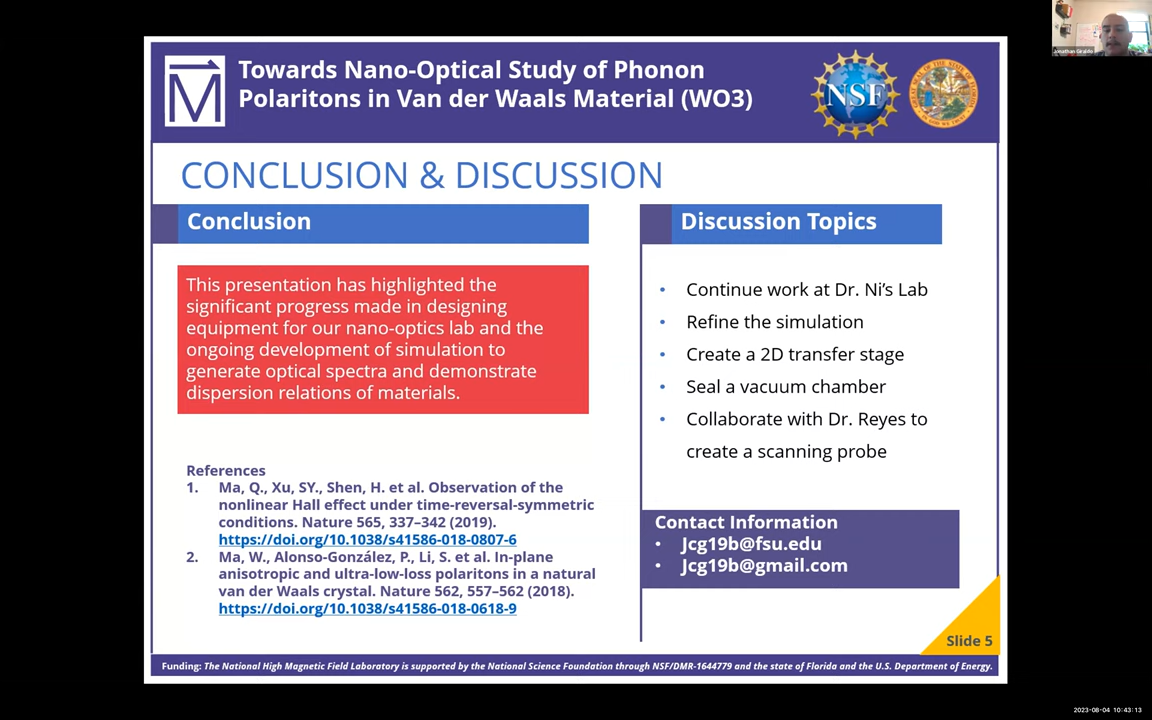 Towards Nano-Optical Study of Phonon
Polaritons in Van der Waals Material (WO3)
NSF
CONCLUSION & DISCUSSION
Conclusion
This presentation has highlighted the
significant progress made in designing
equipment for our nano-optics lab and the
ongoing development of simulation to
generate optical spectra and demonstrate
dispersion relations of materials.
References
1. Ma, Q., Xu, SY., Shen, H. et al. Observation of the
nonlinear Hall effect under time-reversal-symmetric
conditions. Nature 565, 337–342 (2019).
https://doi.org/10.1038/s41586-018-0807-6
2. Ma, W., Alonso-González, P., Li, S. et al. In-plane
anisotropic and ultra-low-loss polaritons in a natural
van der Waals crystal. Nature 562, 557–562 (2018).
https://doi.org/10.1038/s41586-018-0618-9
Discussion Topics
• Continue work at Dr. Ni's Lab
• Refine the simulation
• Create a 2D transfer stage
• Seal a vacuum chamber
• Collaborate with Dr. Reyes to
create a scanning probe
Contact Information
• Jcg19b@fsu.edu
• Jcg19b@gmail.com
Slide 5
Funding: The National High Magnetic Field Laboratory is supported by the National Science Foundation through NSF/DMR-1644779 and the state of Florida and the U.S. Department of Energy.
Jonathan Giraldo
2023-08-04 10:43:13